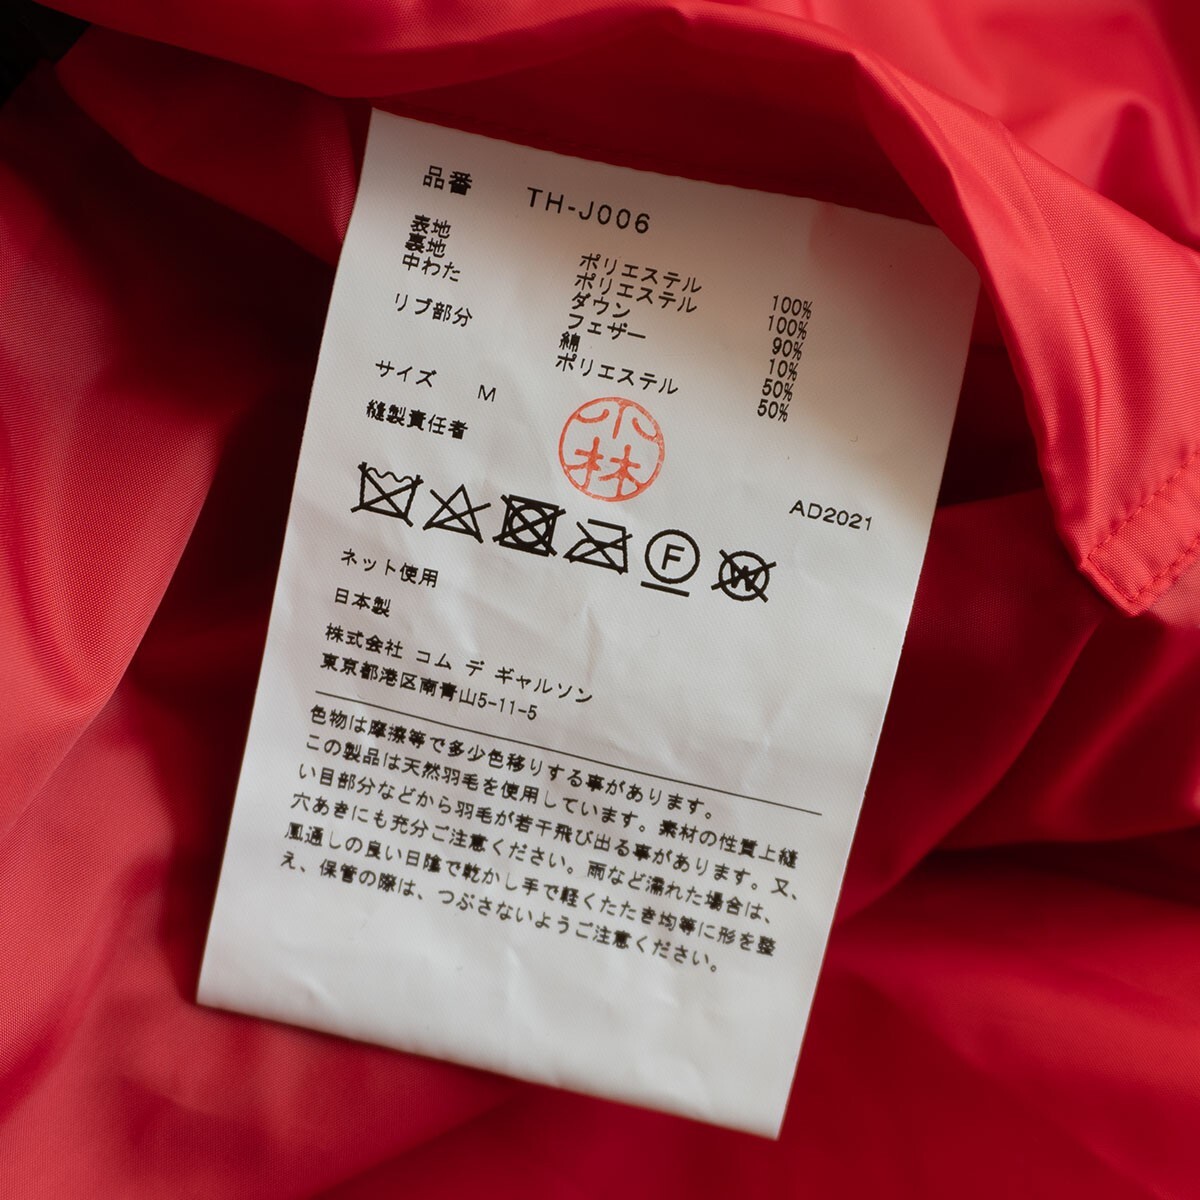 品番 TH-J006
表地 ポリエステル 100%
裏地 ポリエステル 100%
中わた ダウン 90%
フェザー 10%
リブ部分 綿 50%
ポリエステル 50%
サイズ M
縫製責任者 小林
AD2021
F W
ネット使用
日本製
株式会社 コム デ ギャルソン
東京都港区南青山5-11-5
色物は摩擦等で多少色移りする事があります。
この製品は天然羽毛を使用しています。素材の性質上縫
い目部分などから羽毛が若干飛び出る事があります。又、
穴あきにも充分ご注意ください。雨など濡れた場合は、
風通しの良い日陰で乾かし手で軽くたたき均等に形を整
え、保管の際は、つぶさないようご注意ください。